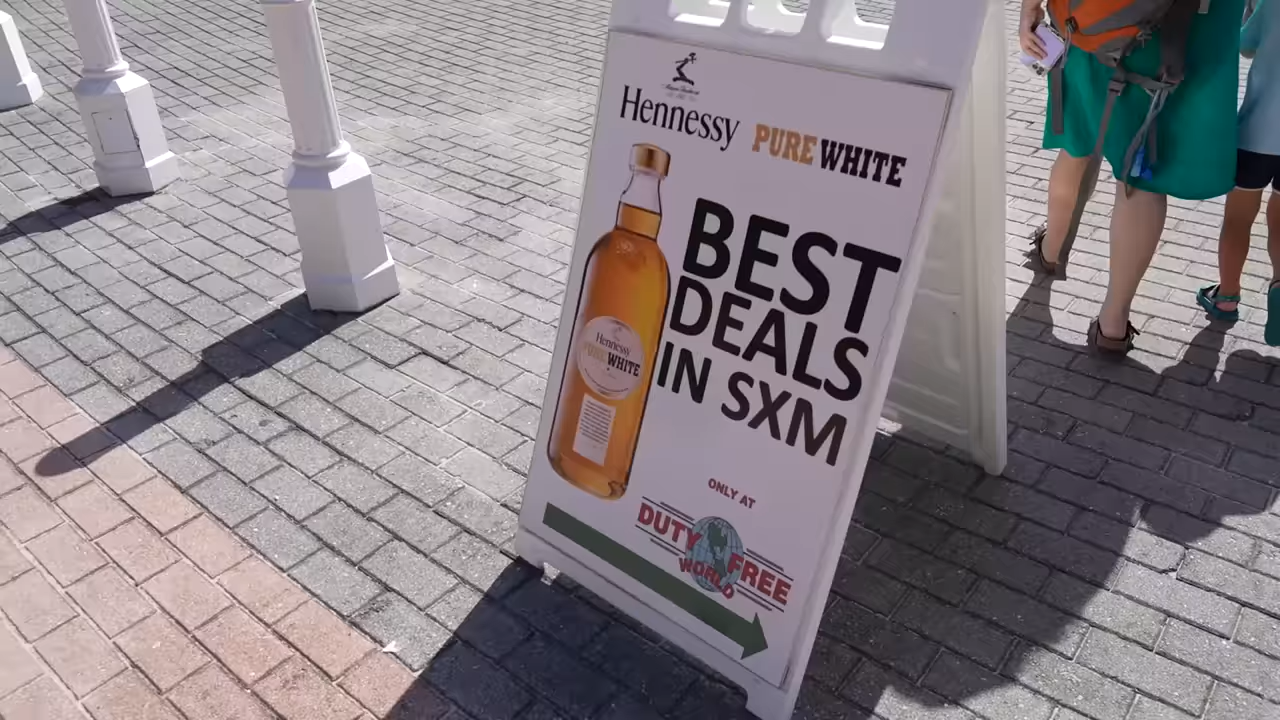 Hennessy PURE WHITE
BEST
DEALS
IN SXM
Hennessy
PURE WHITE
ONLY AT
DUTY FREE
WORLD